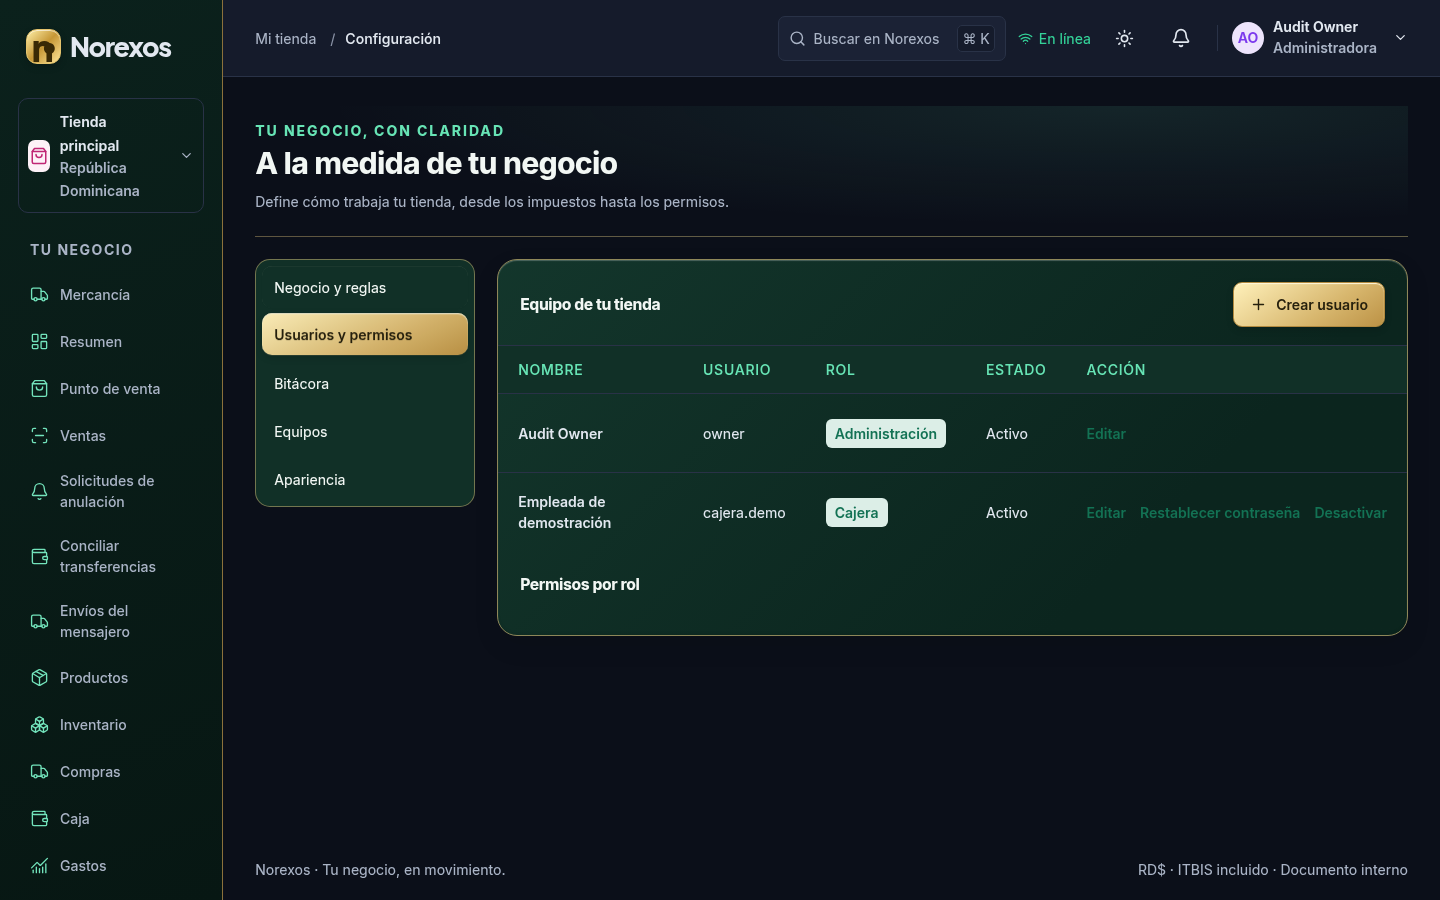 Norexos
Mi tienda / Configuración
Buscar en Norexos ⌘ K
En línea
AO
Audit Owner
Administradora
Tienda
principal
República
Dominicana
TU NEGOCIO
Mercancía
Resumen
Punto de venta
Ventas
Solicitudes de
anulación
Conciliar
transferencias
Envíos del
mensajero
Productos
Inventario
Compras
Caja
Gastos
TU NEGOCIO, CON CLARIDAD
A la medida de tu negocio
Define cómo trabaja tu tienda, desde los impuestos hasta los permisos.
Negocio y reglas
Usuarios y permisos
Bitácora
Equipos
Apariencia
Equipo de tu tienda
Crear usuario
NOMBRE USUARIO ROL ESTADO ACCIÓN
Audit Owner owner Administración Activo Editar
Empleada de
demostración
cajera.demo Cajera Activo Editar Restablecer contraseña Desactivar
Permisos por rol
Norexos · Tu negocio, en movimiento.
RD$ · ITBIS incluido · Documento interno